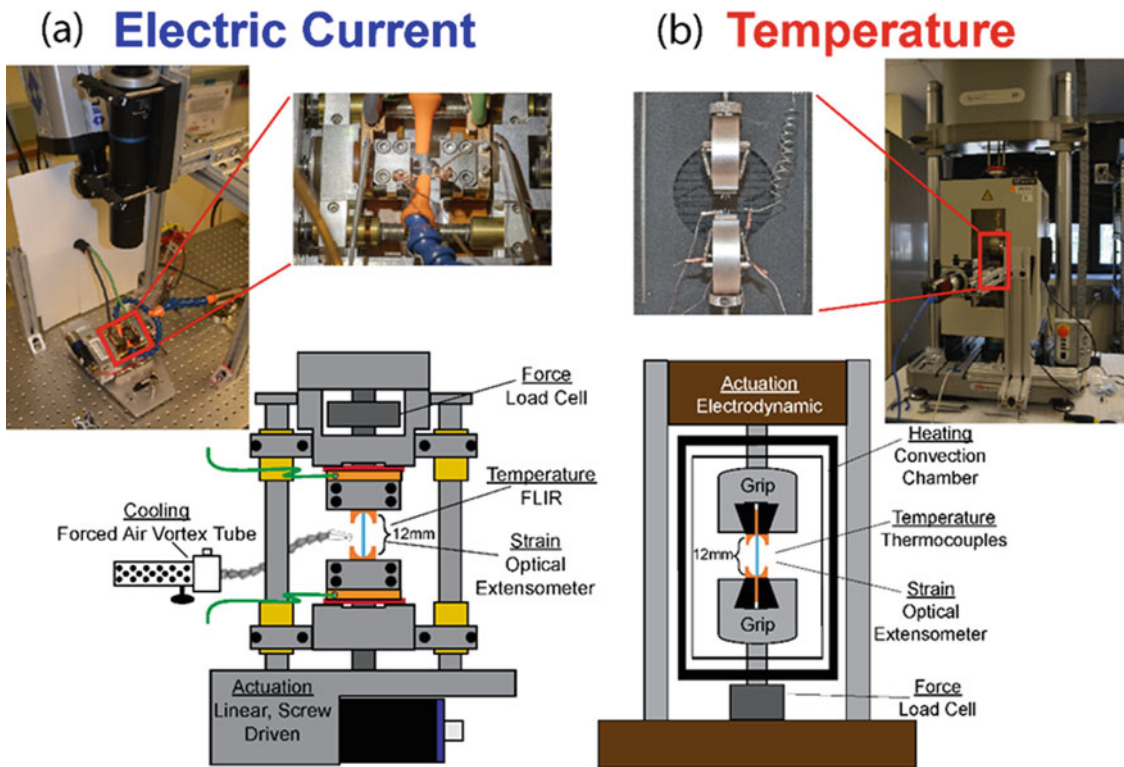 (a) Electric Current
Force
Load Cell
Temperature
FLIR
12mm
Strain
Optical
Extensometer
Cooling
Forced Air Vortex Tube
Actuation
Linear, Screw
Driven
(b) Temperature
Actuation
Electrodynamic
Heating
Convection
Chamber
Grip
Temperature
Thermocouples
12mm
Strain
Optical
Extensometer
Grip
Force
Load Cell